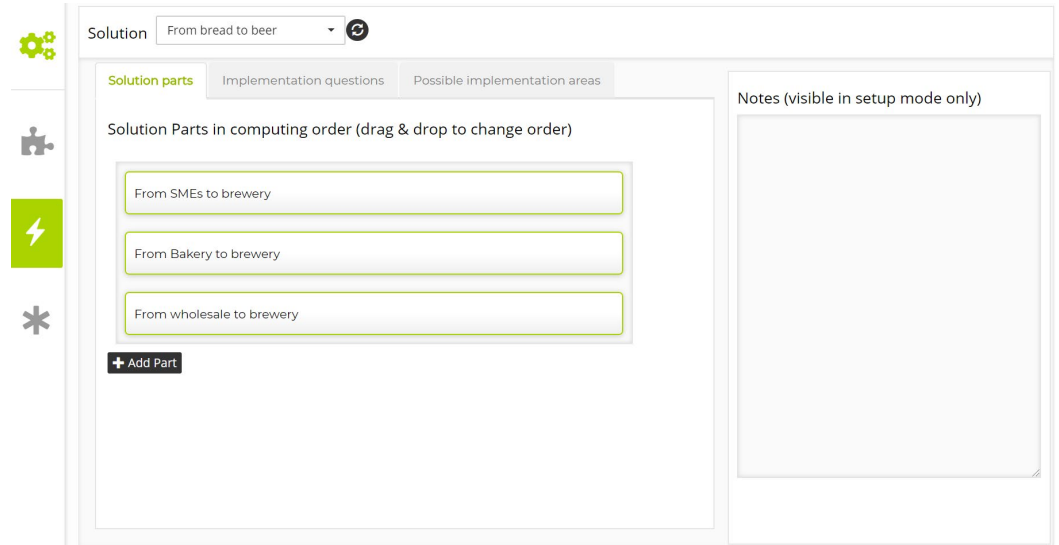 Solution From bread to beer
Solution parts Implementation questions Possible implementation areas
Solution Parts in computing order (drag & drop to change order)
From SMEs to brewery
From Bakery to brewery
From wholesale to brewery
Add Part
Notes (visible in setup mode only)